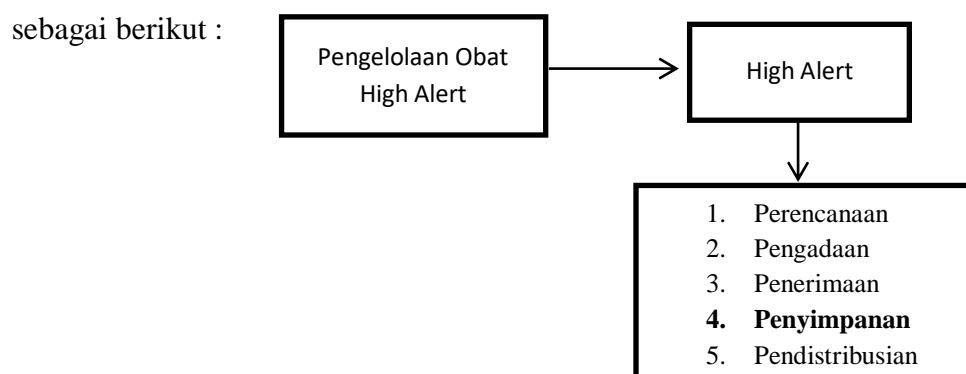 sebagai berikut :
Pengelolaan Obat
High Alert
High Alert
1. Perencanaan
2. Pengadaan
3. Penerimaan
4. Penyimpanan
5. Pendistribusian